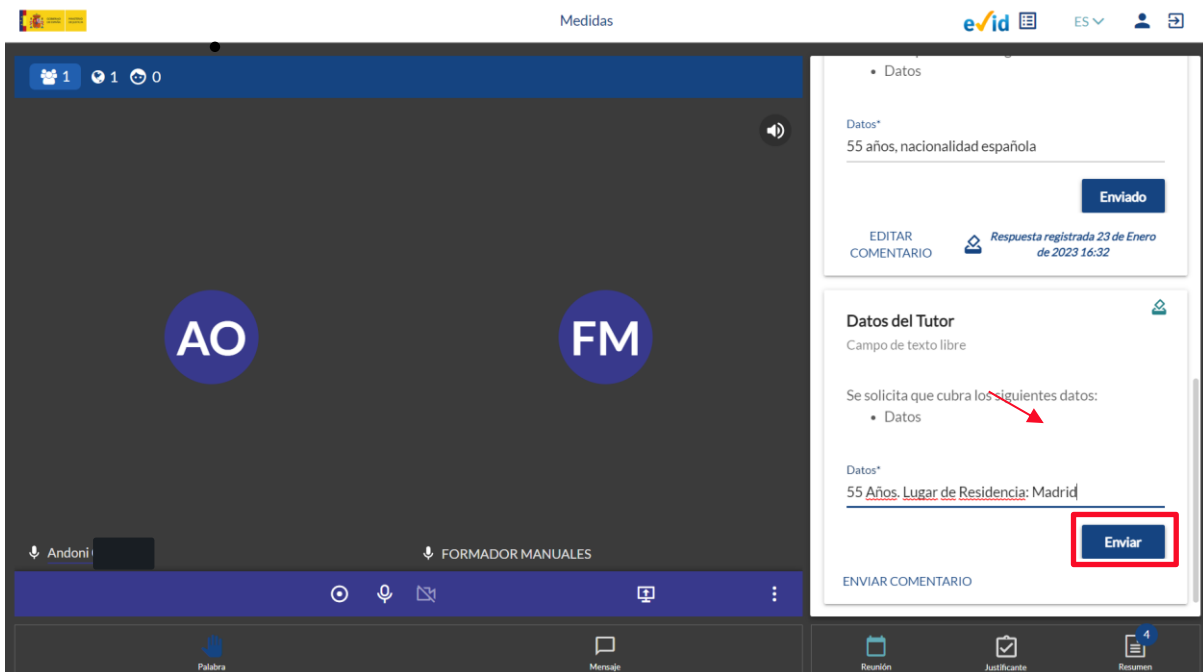 Medidas
e✓id
ES
1 1 0
AO
FM
Andoni
FORMADOR MANUALES
Palabra
Mensaje
• Datos
Datos*
55 años, nacionalidad española
Enviado
EDITAR
COMENTARIO
Respuesta registrada 23 de Enero
de 2023 16:32
Datos del Tutor
Campo de texto libre
Se solicita que cubra los siguientes datos:
• Datos
Datos*
55 Años. Lugar de Residencia: Madrid
Enviar
ENVIAR COMENTARIO
Reunión
Justificante
4
Resumen